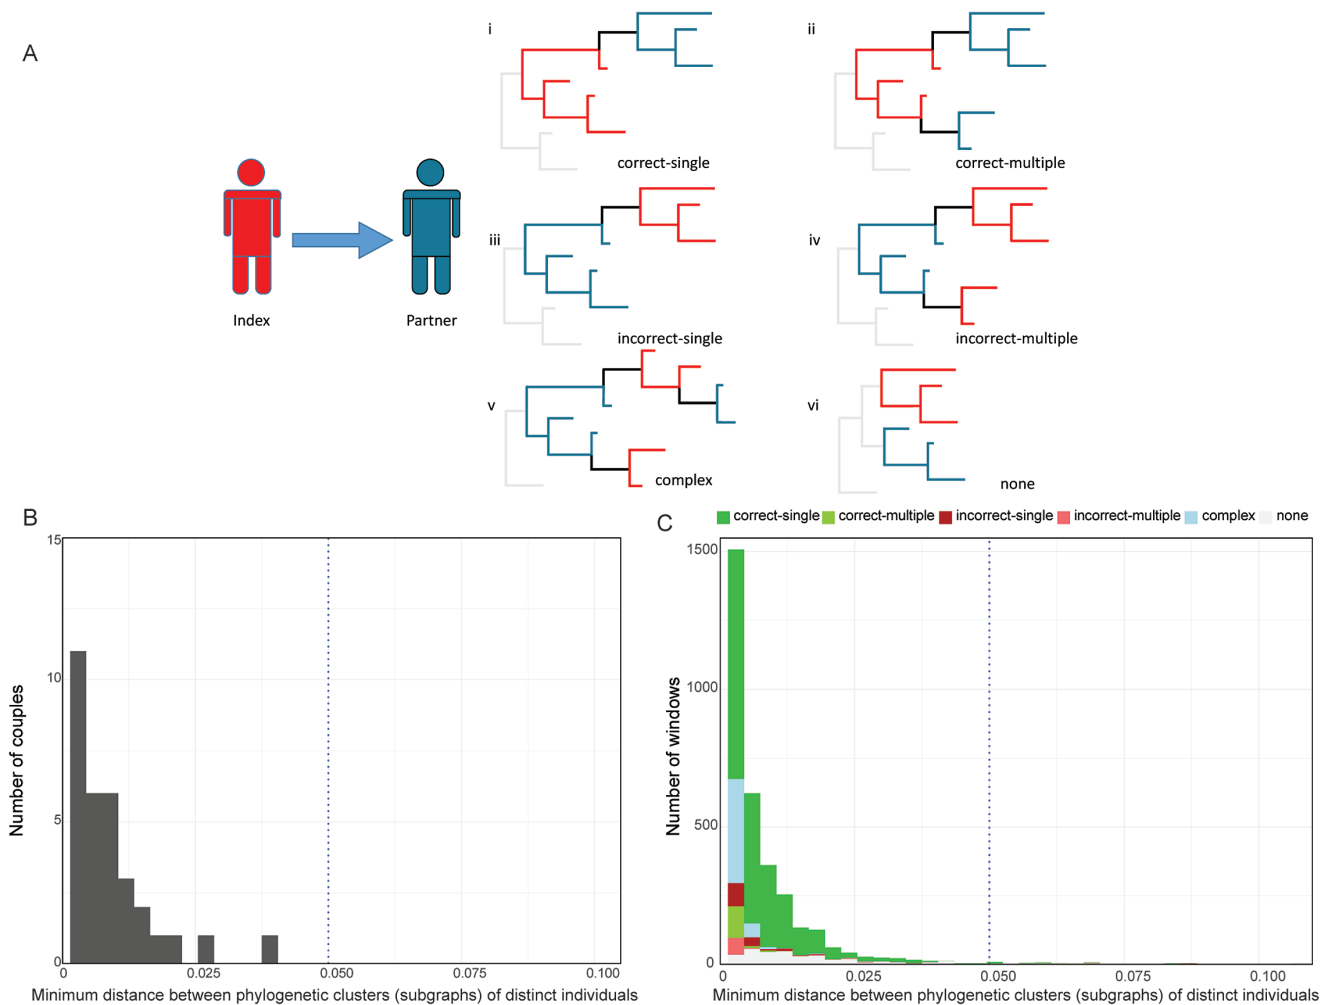 A
i
ii
correct-single
correct-multiple
Index
Partner
iii
iv
incorrect-single
incorrect-multiple
v
vi
complex
none
B
C
correct-single correct-multiple incorrect-single incorrect-multiple complex none
15
10
5
0
Number of couples
0 0.025 0.050 0.075 0.100
Minimum distance between phylogenetic clusters (subgraphs) of distinct individuals
1500
1000
500
0
Number of windows
0 0.025 0.050 0.075 0.100
Minimum distance between phylogenetic clusters (subgraphs) of distinct individuals